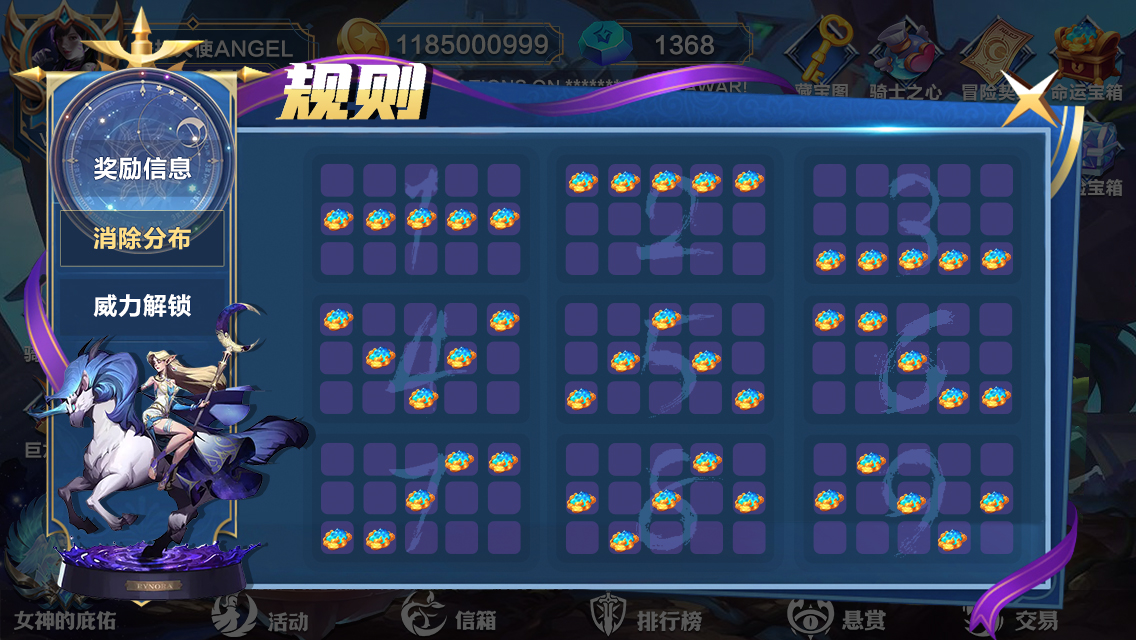 使ANGEL
1185000999
1368
规则
藏宝图
骑士之心
冒险契
命运宝箱
宝箱
奖励信息
消除分布
威力解锁
1
2
3
4
5
6
7
8
9
EYNORA
女神的庇佑
活动
信箱
排行榜
悬赏
交易